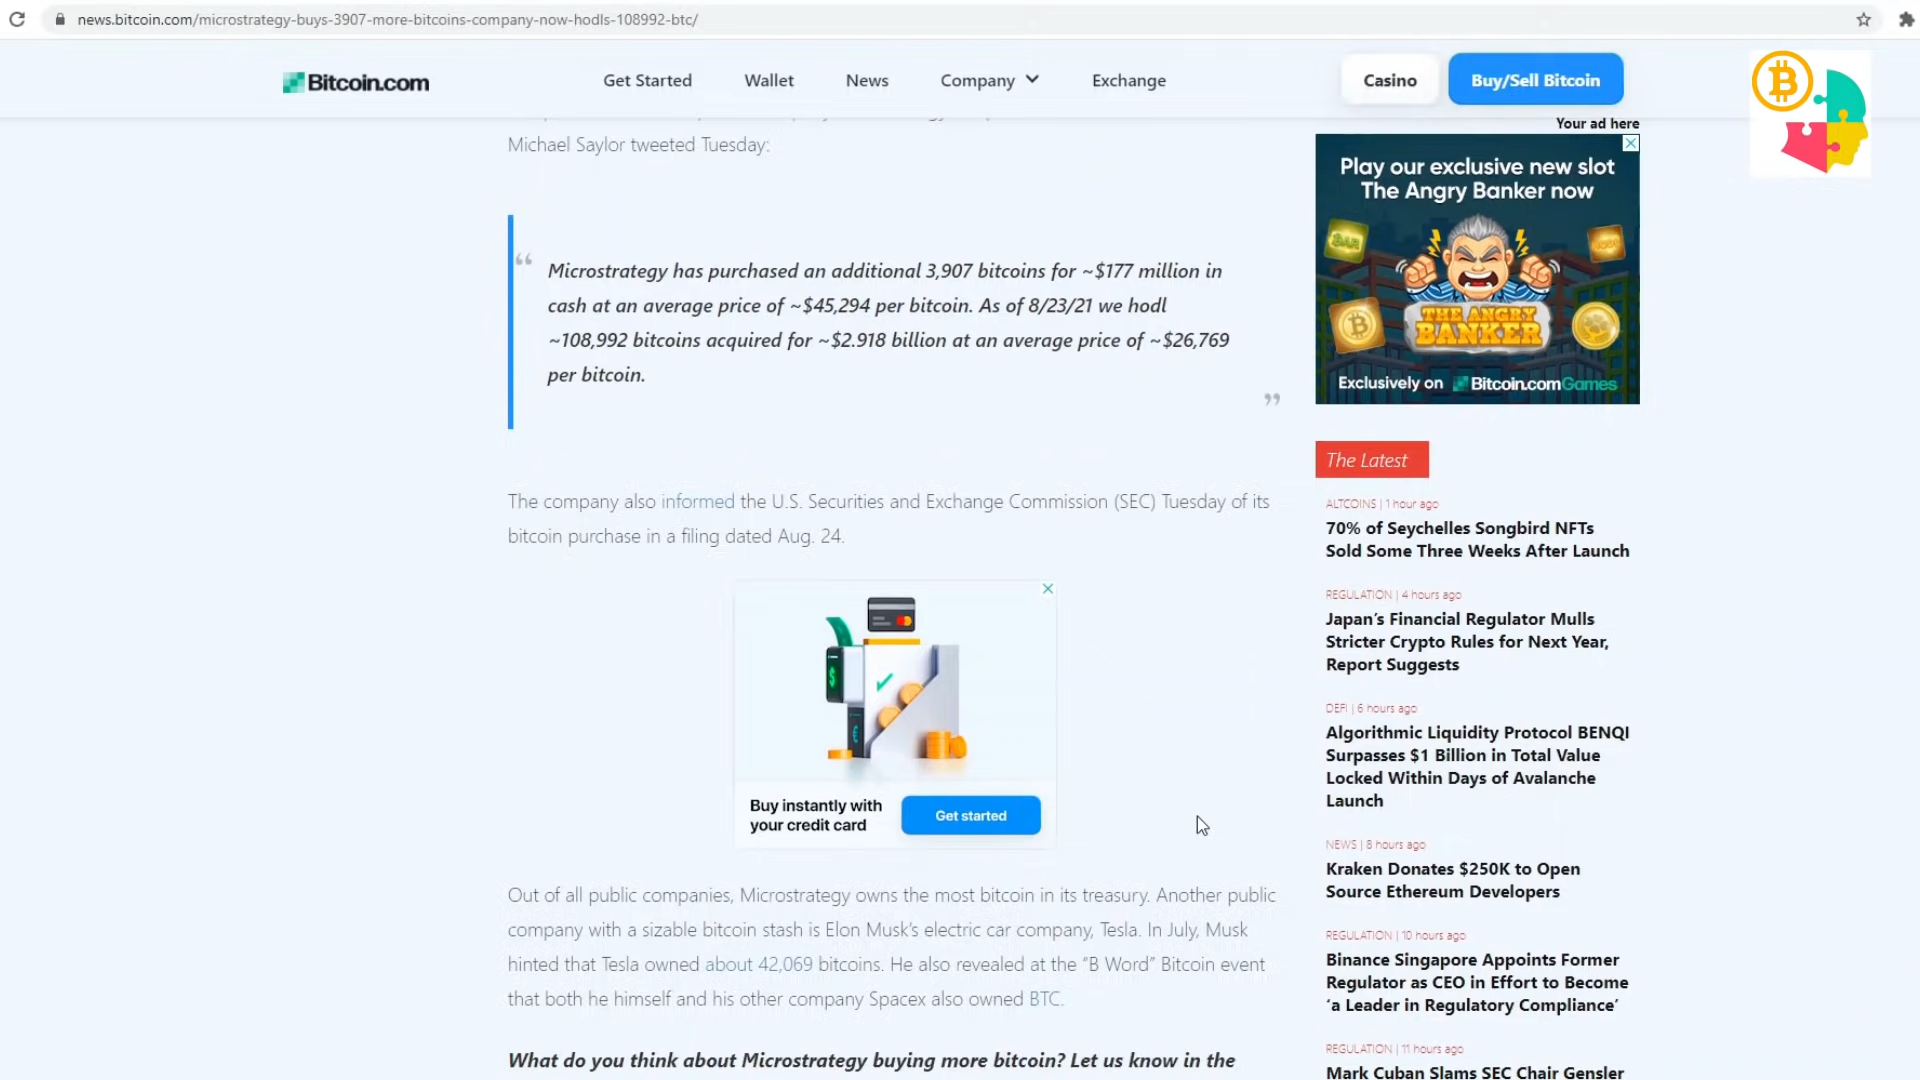 news.bitcoin.com/microstrategy-buys-3907-more-bitcoins-company-now-hodls-108992-btc/
Bitcoin.com
Get Started
Wallet
News
Company
Exchange
Casino
Buy/Sell Bitcoin
Michael Saylor tweeted Tuesday:
“
Microstrategy has purchased an additional 3,907 bitcoins for ~$177 million in
cash at an average price of ~$45,294 per bitcoin. As of 8/23/21 we hodl
~108,992 bitcoins acquired for ~$2.918 billion at an average price of ~$26,769
per bitcoin.
”
The company also informed the U.S. Securities and Exchange Commission (SEC) Tuesday of its
bitcoin purchase in a filing dated Aug. 24.
Buy instantly with
your credit card
Get started
Out of all public companies, Microstrategy owns the most bitcoin in its treasury. Another public
company with a sizable bitcoin stash is Elon Musk's electric car company, Tesla. In July, Musk
hinted that Tesla owned about 42,069 bitcoins. He also revealed at the “B Word” Bitcoin event
that both he himself and his other company Spacex also owned BTC.
What do you think about Microstrategy buying more bitcoin? Let us know in the
Your ad here
Play our exclusive new slot
The Angry Banker now
BAR
THE ANGRY
BANKER
Exclusively on Bitcoin.comGames
The Latest
ALTCOINS | 1 hour ago
70% of Seychelles Songbird NFTs
Sold Some Three Weeks After Launch
REGULATION | 4 hours ago
Japan’s Financial Regulator Mulls
Stricter Crypto Rules for Next Year,
Report Suggests
DEFI | 6 hours ago
Algorithmic Liquidity Protocol BENQI
Surpasses $1 Billion in Total Value
Locked Within Days of Avalanche
Launch
NEWS | 8 hours ago
Kraken Donates $250K to Open
Source Ethereum Developers
REGULATION | 10 hours ago
Binance Singapore Appoints Former
Regulator as CEO in Effort to Become
‘a Leader in Regulatory Compliance’
REGULATION | 11 hours ago
Mark Cuban Slams SEC Chair Gensler